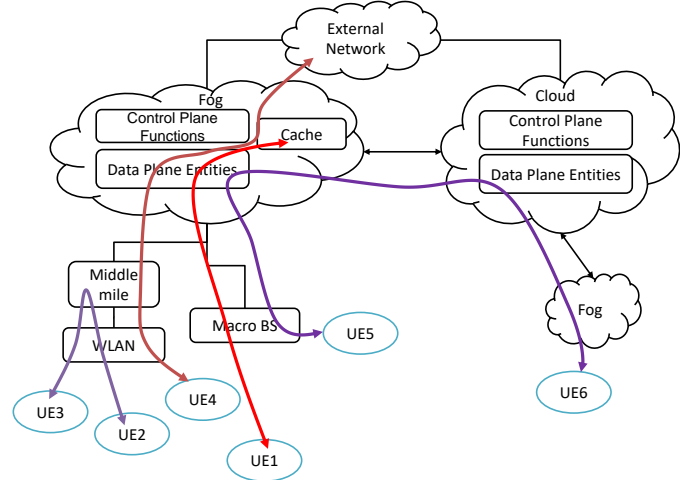 External
Network
Fog
Control Plane
Functions
Cache
Data Plane Entities
Cloud
Control Plane
Functions
Data Plane Entities
Middle
mile
WLAN
Macro BS
Fog
UE5
UE3
UE2
UE4
UE1
UE6